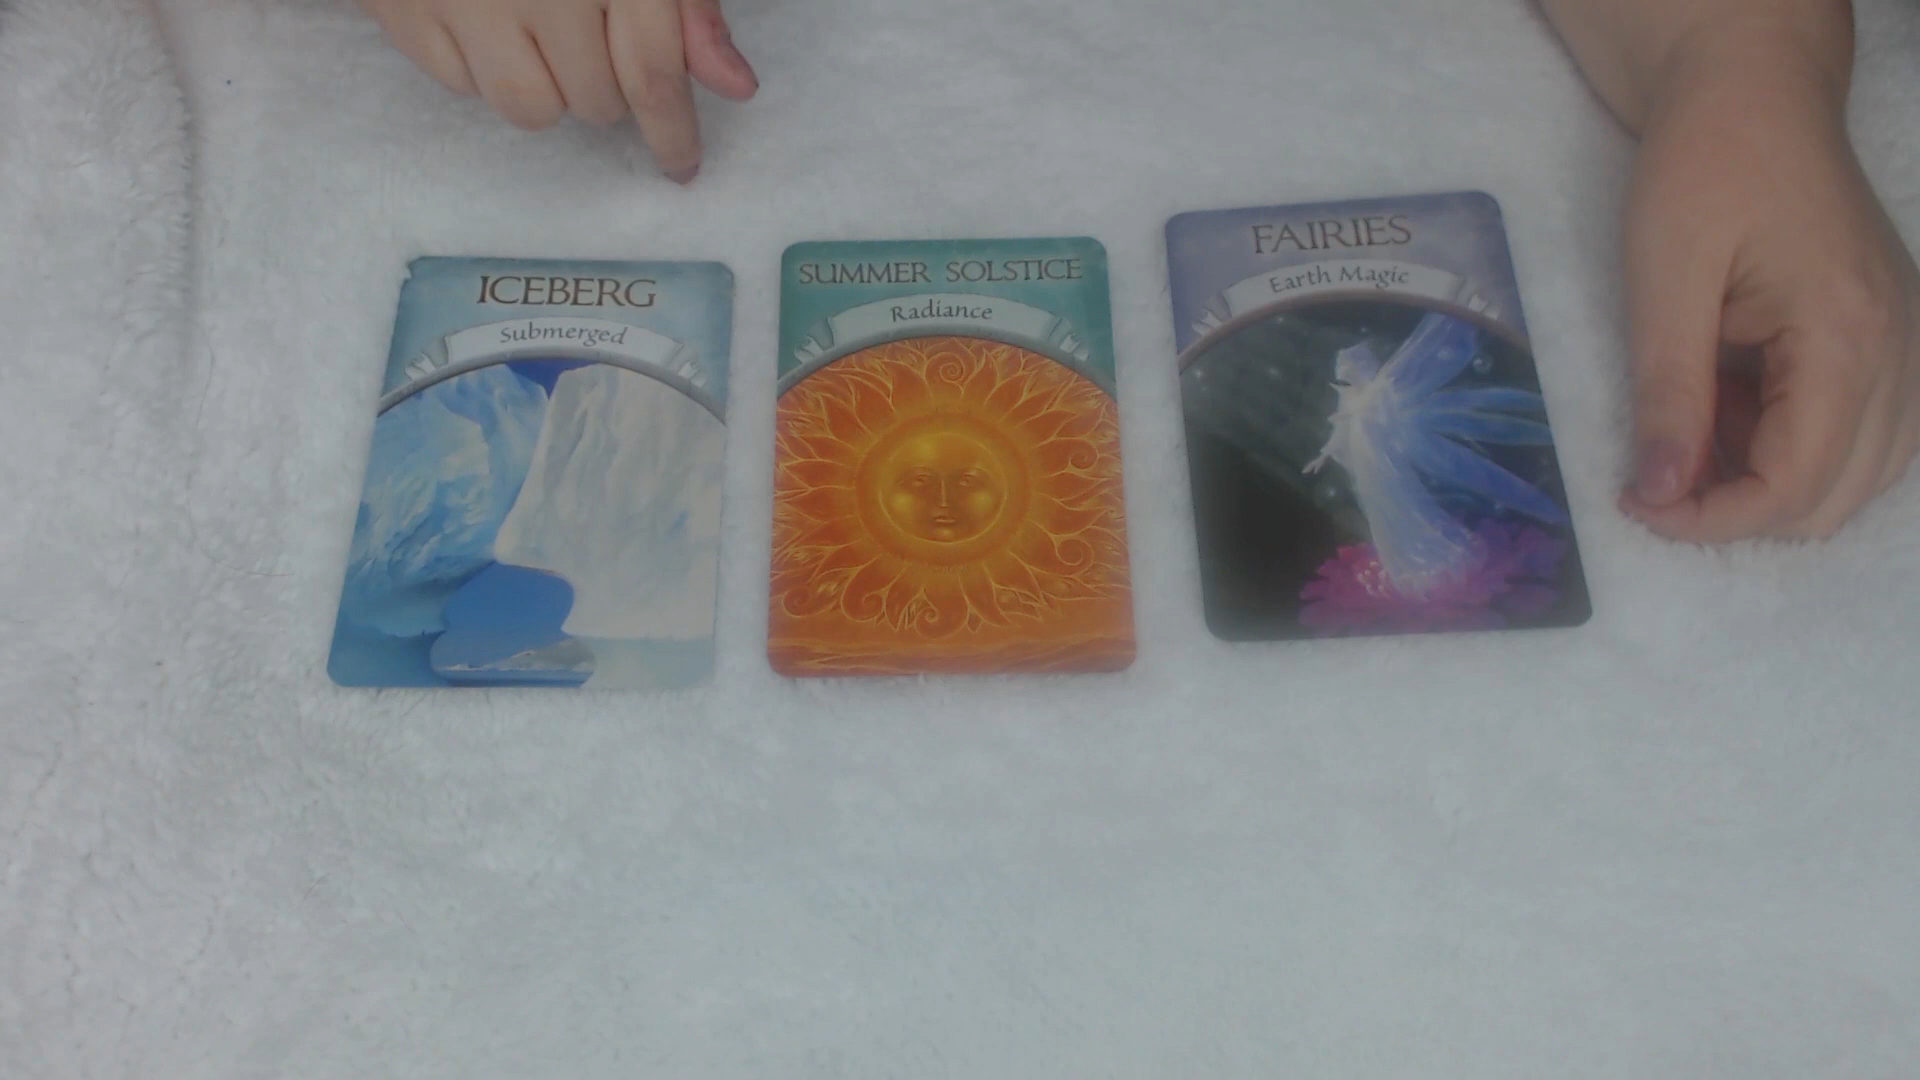 ICEBERG
Submerged
SUMMER SOLSTICE
Radiance
FAIRIES
Earth Magic